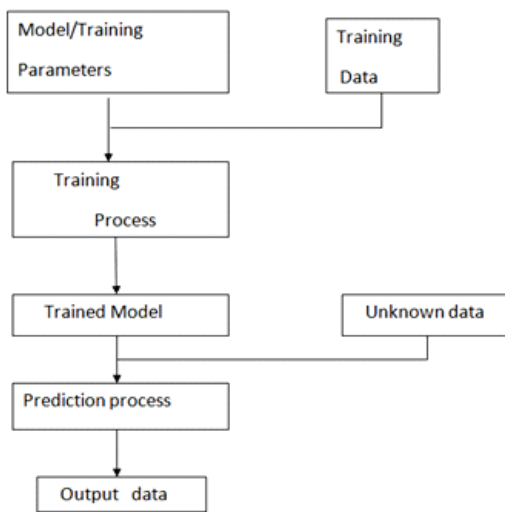 Model/Training
Parameters
Training
Data
Training
Process
Trained Model
Unknown data
Prediction process
Output data